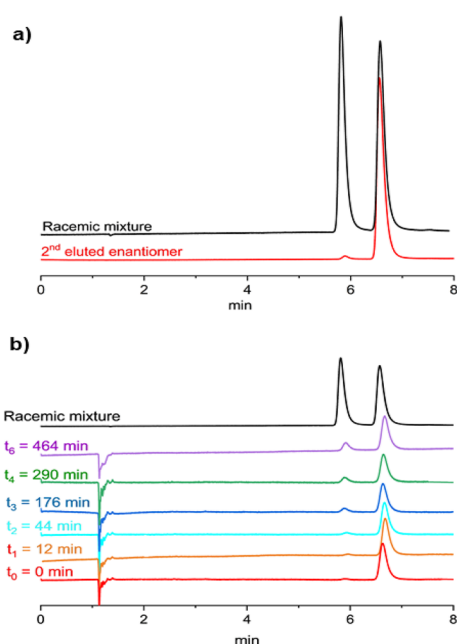 a)
Racemic mixture
2nd eluted enantiomer
0 2 4 6 8
min
b)
Racemic mixture
t6 = 464 min
t4 = 290 min
t3 = 176 min
t2 = 44 min
t1 = 12 min
t0 = 0 min
0 2 4 6 8
min